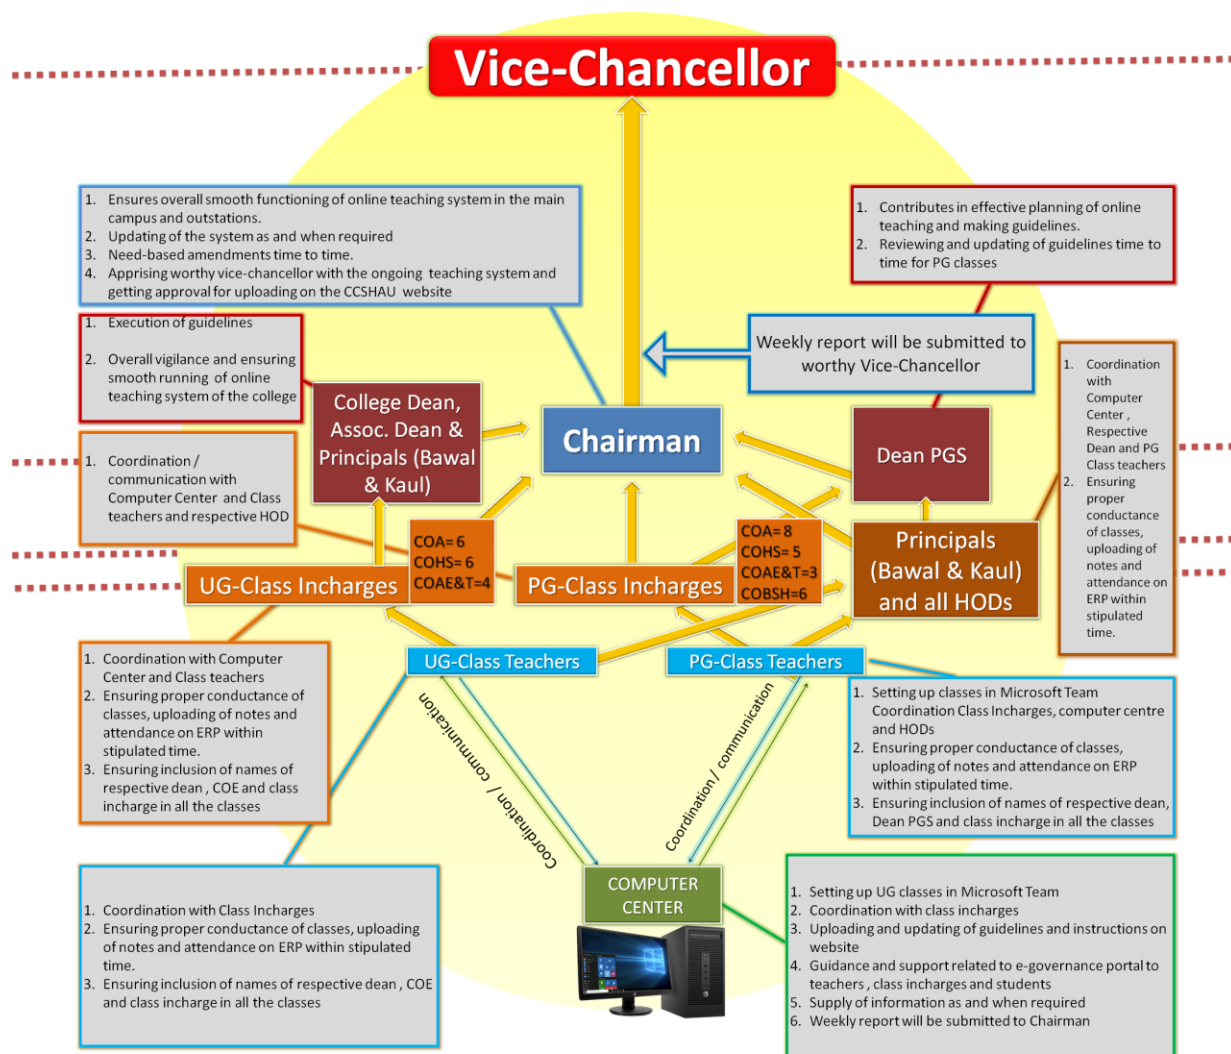 Vice-Chancellor
1. Ensures overall smooth functioning of online teaching system in the main
campus and outstations.
2. Updating of the system as and when required
3. Need-based amendments time to time.
4. Apprising worthy vice-chancellor with the ongoing teaching system and
getting approval for uploading on the CCSHAU website
1. Contributes in effective planning of online
teaching and making guidelines.
2. Reviewing and updating of guidelines time to
time for PG classes
1. Execution of guidelines
2. Overall vigilance and ensuring
smooth running of online
teaching system of the college
Weekly report will be submitted to
worthy Vice-Chancellor
College Dean,
Assoc. Dean &
Principals (Bawal
& Kaul)
Chairman
Dean PGS
1. Coordination
with
Computer
Center ,
Respective
Dean and PG
Class teachers
2. Ensuring
proper
conductance
of classes,
uploading of
notes and
attendance on
ERP within
stipulated
time.
1. Coordination /
communication with
Computer Center and Class
teachers and respective HOD
UG-Class Incharges
COA= 6
COHS= 6
COAE&T=4
PG-Class Incharges
COA= 8
COHS= 5
COAE&T=3
COBSH=6
Principals
(Bawal & Kaul)
and all HODs
UG-Class Teachers
PG-Class Teachers
1. Coordination with Computer
Center and Class teachers
2. Ensuring proper conductance of
classes, uploading of notes and
attendance on ERP within
stipulated time.
3. Ensuring inclusion of names of
respective dean , COE and class
incharge in all the classes
Coordination / communication
Coordination / communication
1. Setting up classes in Microsoft Team
Coordination Class Incharges, computer centre
and HODs
2. Ensuring proper conductance of classes,
uploading of notes and attendance on ERP
within stipulated time.
3. Ensuring inclusion of names of respective dean,
Dean PGS and class incharge in all the classes
1. Coordination with Class Incharges
2. Ensuring proper conductance of classes, uploading
of notes and attendance on ERP within stipulated
time.
3. Ensuring inclusion of names of respective dean , COE
and class incharge in all the classes
COMPUTER
CENTER
1. Setting up UG classes in Microsoft Team
2. Coordination with class incharges
3. Uploading and updating of guidelines and instructions on
website
4. Guidance and support related to e-governance portal to
teachers , class incharges and students
5. Supply of information as and when required
6. Weekly report will be submitted to Chairman